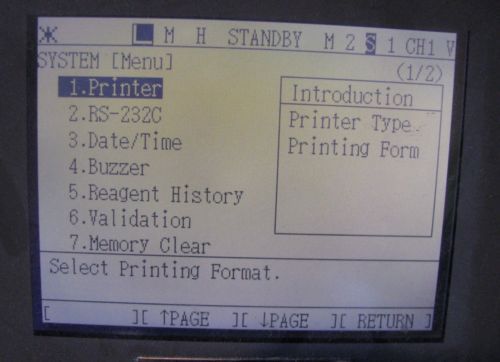 L M H STANDBY M 2 S 1 CH1 V
SYSTEM [Menu]
(1/2)
1.Printer
2.RS-232C
3.Date/Time
4.Buzzer
5.Reagent History
6.Validation
7.Memory Clear
Introduction
Printer Type
Printing Form
Select Printing Format.
[ ][ ↑PAGE ][ ↓PAGE ][ RETURN ]